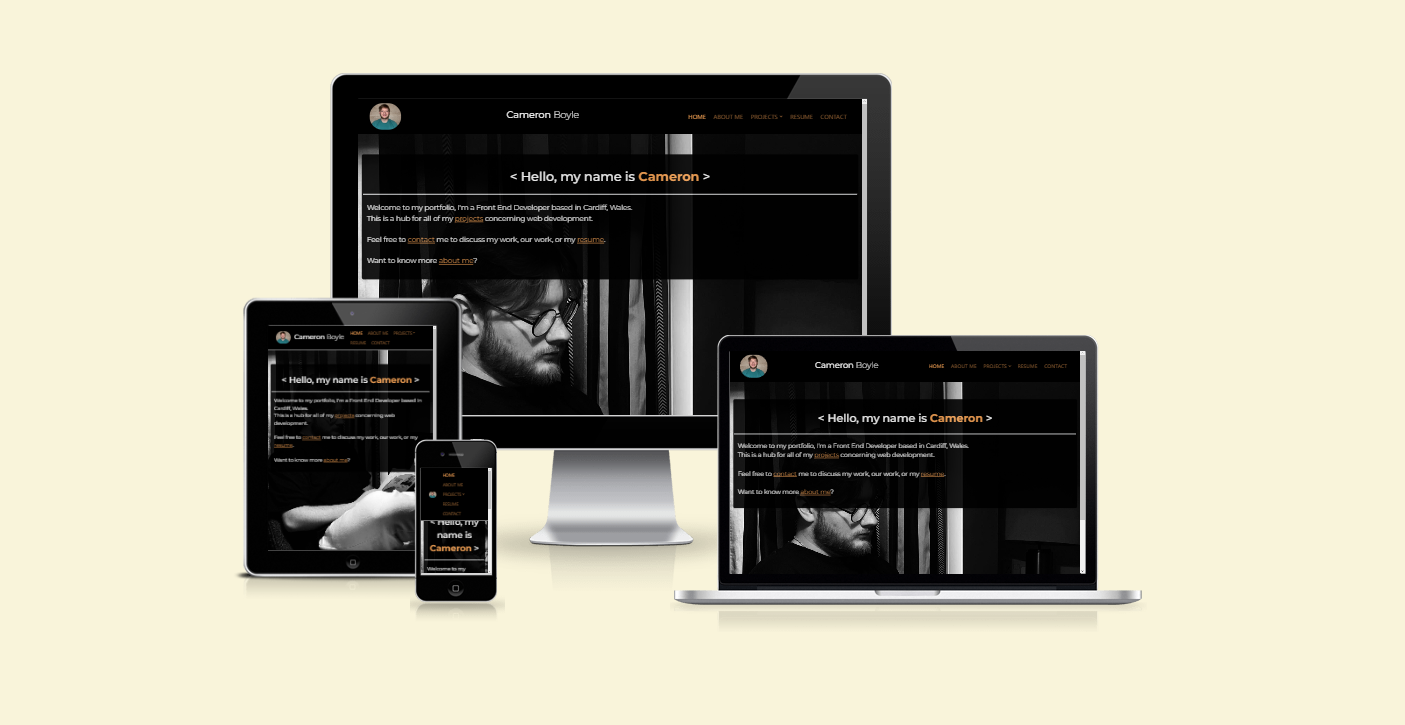 Cameron Boyle
HOME ABOUT ME PROJECTS RESUME CONTACT
< Hello, my name is Cameron >
Welcome to my portfolio, I'm a Front End Developer based in Cardiff, Wales.
This is a hub for all of my projects concerning web development.
Feel free to contact me to discuss my work, our work, or my resume.
Want to know more about me?
Cameron Boyle
HOME ABOUT ME PROJECTS
RESUME CONTACT
< Hello, my name is Cameron >
Welcome to my portfolio, I'm a Front End Developer based in
Cardiff, Wales.
This is a hub for all of my projects concerning web
development.
Feel free to contact me to discuss my work, our work, or my
resume.
Want to know more about me?
HOME
ABOUT ME
PROJECTS
RESUME
CONTACT
< Hello, my
name is
Cameron >
Welcome to my
Cameron Boyle
HOME ABOUT ME PROJECTS RESUME CONTACT
< Hello, my name is Cameron >
Welcome to my portfolio, I'm a Front End Developer based in Cardiff, Wales.
This is a hub for all of my projects concerning web development.
Feel free to contact me to discuss my work, our work, or my resume.
Want to know more about me?